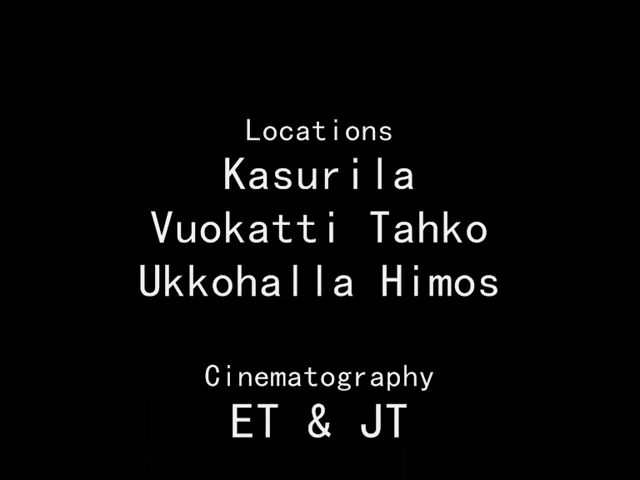 Locations
Kasurila
Vuokatti Tahko
Ukkohalla Himos
Cinematography
ET & JT